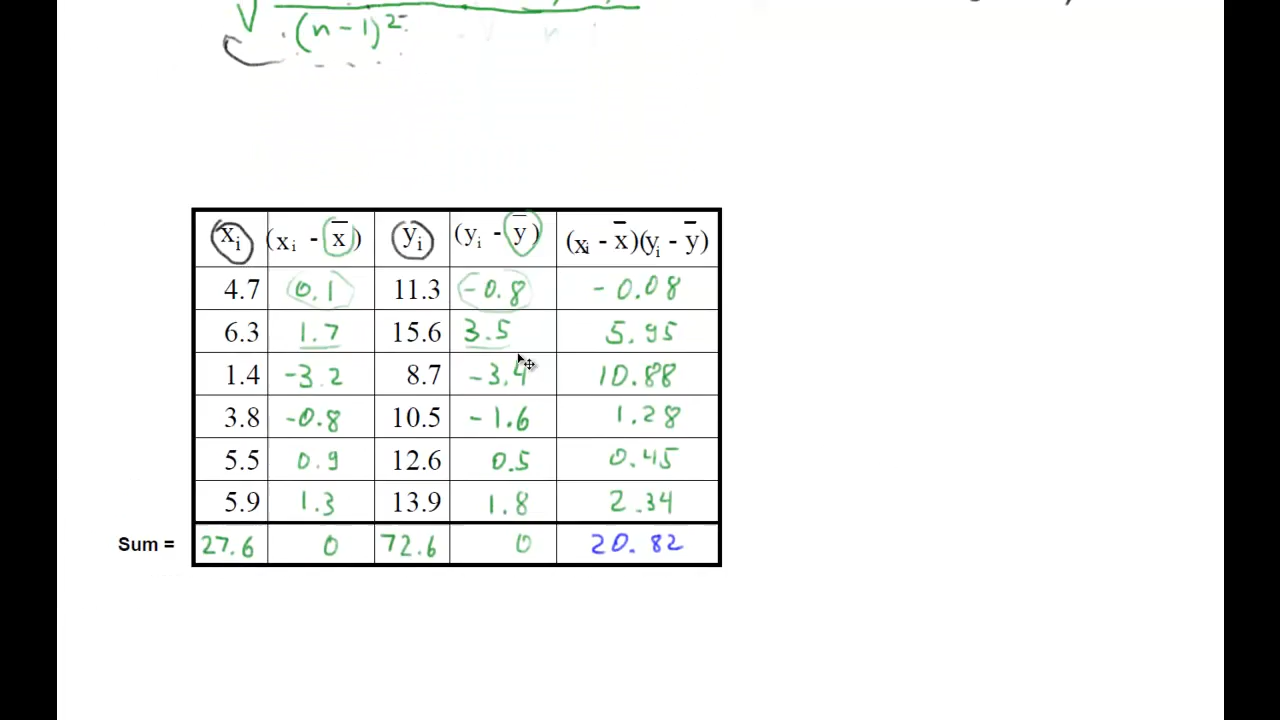 √ (n - 1)²
xᵢ (xᵢ - x̄) yᵢ (yᵢ - ȳ) (xᵢ - x̄)(yᵢ - ȳ)
4.7 0.1 11.3 -0.8 -0.08
6.3 1.7 15.6 3.5 5.95
1.4 -3.2 8.7 -3.4 10.88
3.8 -0.8 10.5 -1.6 1.28
5.5 0.9 12.6 0.5 0.45
5.9 1.3 13.9 1.8 2.34
Sum = 27.6 0 72.6 0 20.82